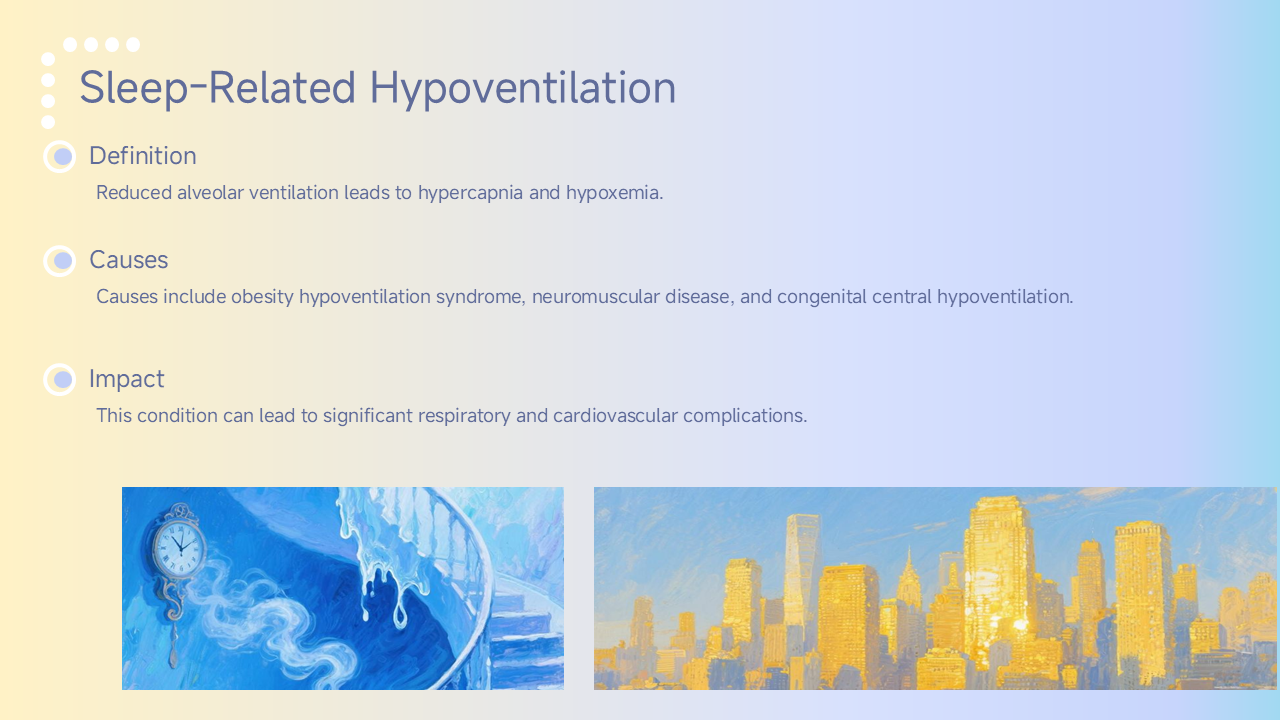 Sleep-Related Hypoventilation
Definition
Reduced alveolar ventilation leads to hypercapnia and hypoxemia.
Causes
Causes include obesity hypoventilation syndrome, neuromuscular disease, and congenital central hypoventilation.
Impact
This condition can lead to significant respiratory and cardiovascular complications.